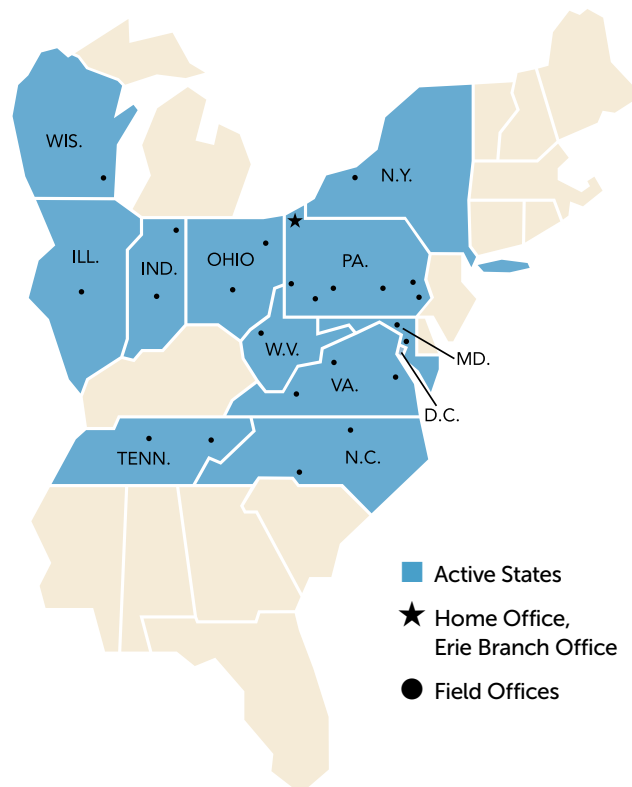 WIS.
N.Y.
ILL.
IND.
OHIO
PA.
W.V.
MD.
VA.
D.C.
TENN.
N.C.
Active States
Home Office,
Erie Branch Office
Field Offices